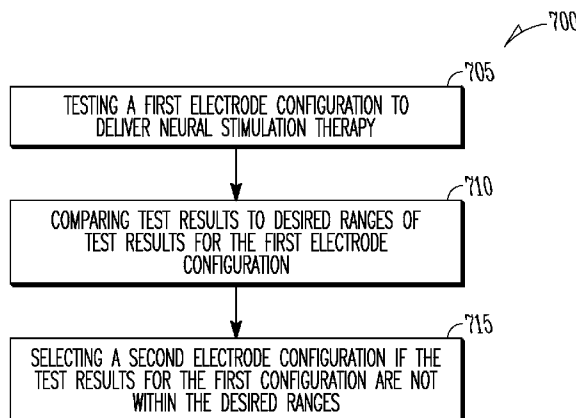 700
705
TESTING A FIRST ELECTRODE CONFIGURATION TO
DELIVER NEURAL STIMULATION THERAPY
710
COMPARING TEST RESULTS TO DESIRED RANGES OF
TEST RESULTS FOR THE FIRST ELECTRODE
CONFIGURATION
715
SELECTING A SECOND ELECTRODE CONFIGURATION IF THE
TEST RESULTS FOR THE FIRST CONFIGURATION ARE NOT
WITHIN THE DESIRED RANGES